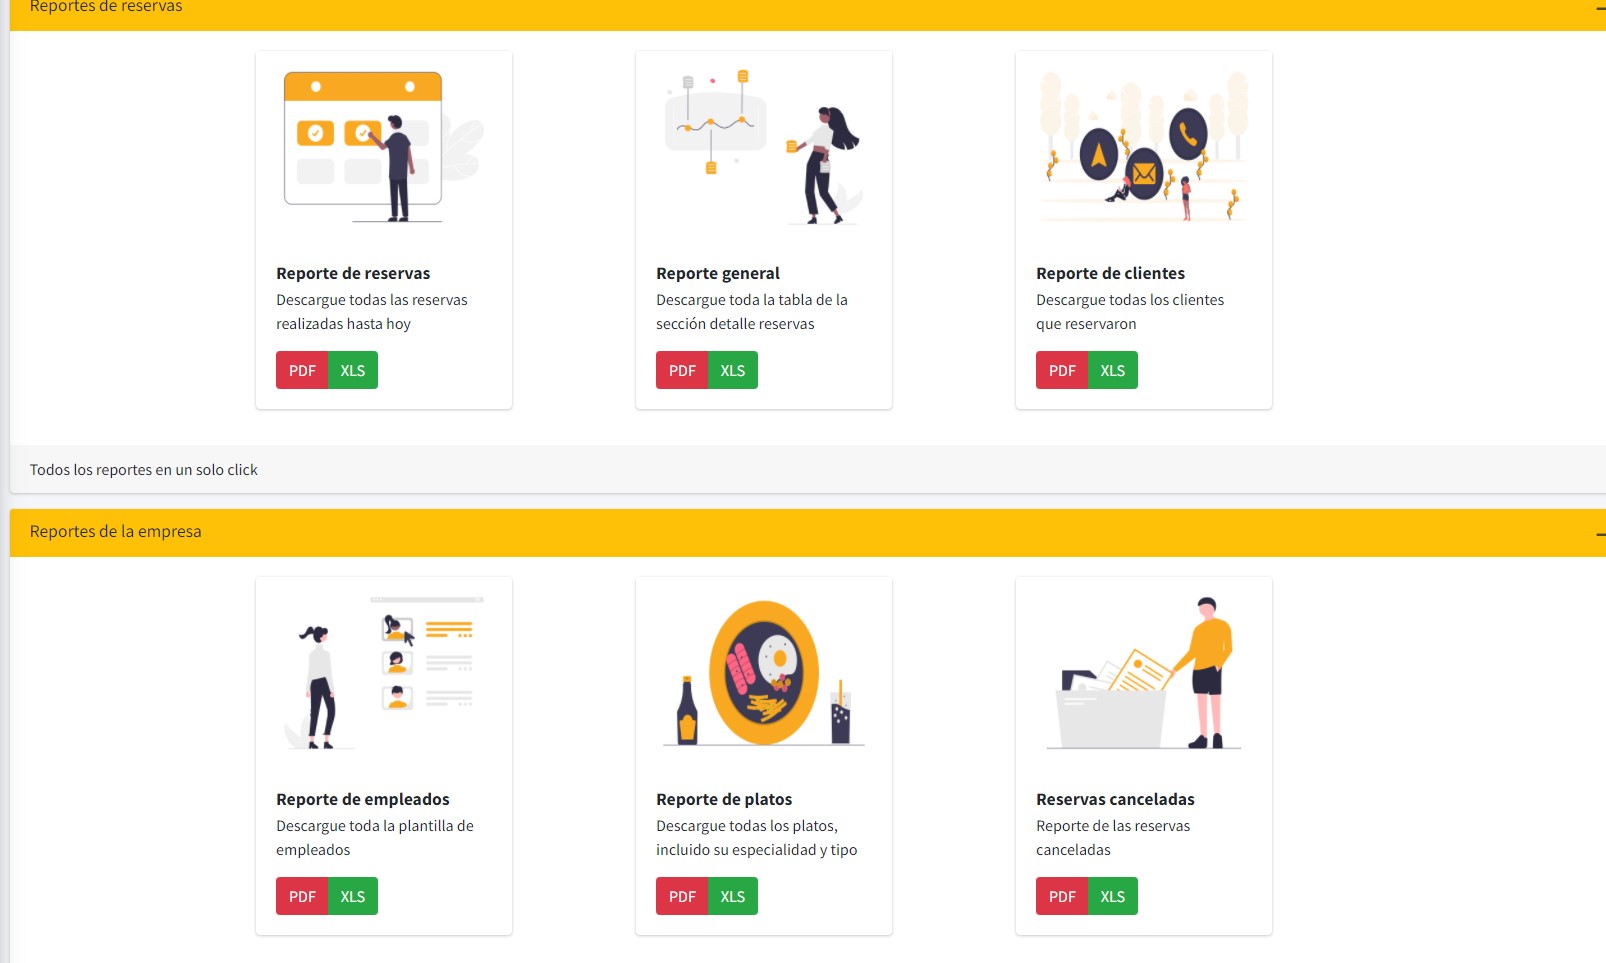 Reportes de reservas
Reporte de reservas
Descargue todas las reservas
realizadas hasta hoy
PDF XLS
Reporte general
Descargue toda la tabla de la
sección detalle reservas
PDF XLS
Reporte de clientes
Descargue todas los clientes
que reservaron
PDF XLS
Todos los reportes en un solo click
Reportes de la empresa
Reporte de empleados
Descargue toda la plantilla de
empleados
PDF XLS
Reporte de platos
Descargue todas los platos,
incluido su especialidad y tipo
PDF XLS
Reservas canceladas
Reporte de las reservas
canceladas
PDF XLS